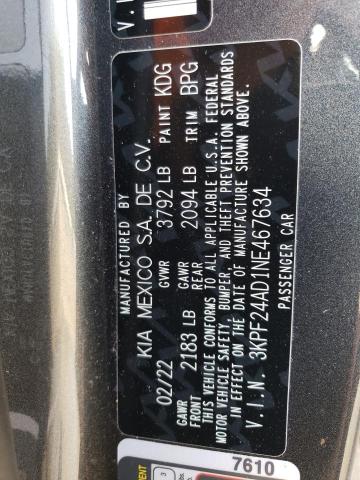 V.I
MANUFACTURED BY
KIA MEXICO S.A. DE C.V.
02/22 GVWR 3792 LB PAINT KDG
GAWR FRONT 2183 LB GAWR REAR 2094 LB TRIM BPG
THIS VEHICLE CONFORMS TO ALL APPLICABLE U.S.A. FEDERAL
MOTOR VEHICLE SAFETY, BUMPER, AND THEFT PREVENTION STANDARDS
IN EFFECT ON THE DATE OF MANUFACTURE SHOWN ABOVE.
V.I.N. 3KPF24AD1NE467634
PASSENGER CAR
7610